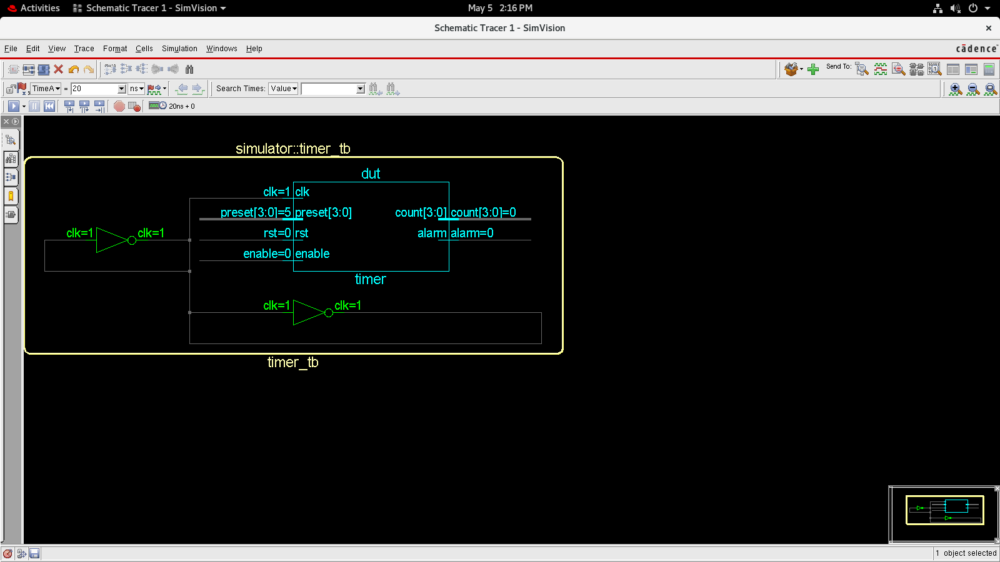 Activities Schematic Tracer 1 - SimVision May 5 2:16 PM
Schematic Tracer 1 - SimVision
File Edit View Trace Format Cells Simulation Windows Help cādence
Send To:
TimeA = 20 ns Search Times: Value
20ns + 0
simulator::timer_tb
dut
clk=1 clk
preset[3:0]=5 preset[3:0] count[3:0] count[3:0]=0
clk=1 clk=1 rst=0 rst alarm alarm=0
enable=0 enable
timer
clk=1 clk=1
timer_tb
1 object selected